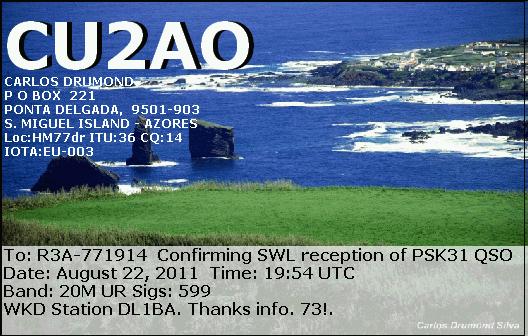 CU2AO
CARLOS DRUMOND
P O BOX 221
PONTA DELGADA, 9501-903
S. MIGUEL ISLAND - AZORES
Loc:HM77dr ITU:36 CQ:14
IOTA:EU-003
To: R3A-771914 Confirming SWL reception of PSK31 QSO
Date: August 22, 2011 Time: 19:54 UTC
Band: 20M UR Sigs: 599
WKD Station DL1BA. Thanks info. 73!.
Carlos Drumond Silva